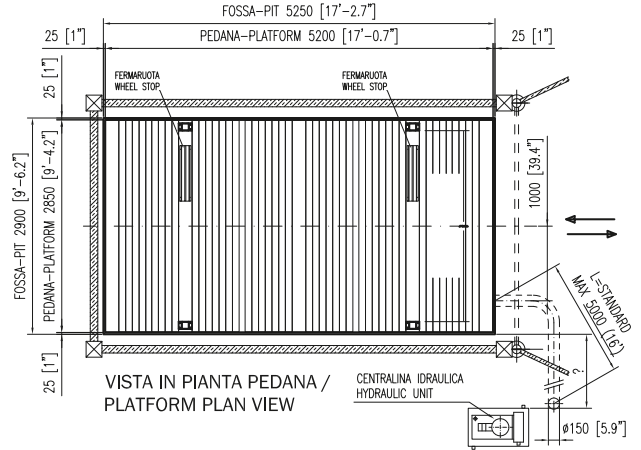 FOSSA-PIT 5250 [17'-2.7"]
25 [1"]
PEDANA-PLATFORM 5200 [17'-0.7"]
25 [1"]
25 [1"]
FERMARUOTA
WHEEL STOP
FERMARUOTA
WHEEL STOP
FOSSA-PIT 2900 [9'-6.2"]
PEDANA-PLATFORM 2850 [9'-4.2"]
1000 [39.4"]
L=STANDARD
MAX 5000 (16')
25 [1"]
VISTA IN PIANTA PEDANA /
PLATFORM PLAN VIEW
CENTRALINA IDRAULICA
HYDRAULIC UNIT
?
ø150 [5.9"]